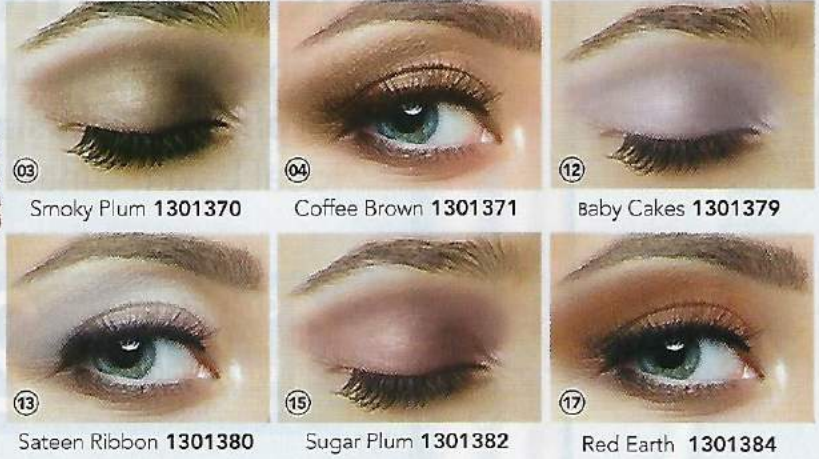 03
04
12
Smoky Plum 1301370
Coffee Brown 1301371
Baby Cakes 1301379
13
15
17
Sateen Ribbon 1301380
Sugar Plum 1301382
Red Earth 1301384